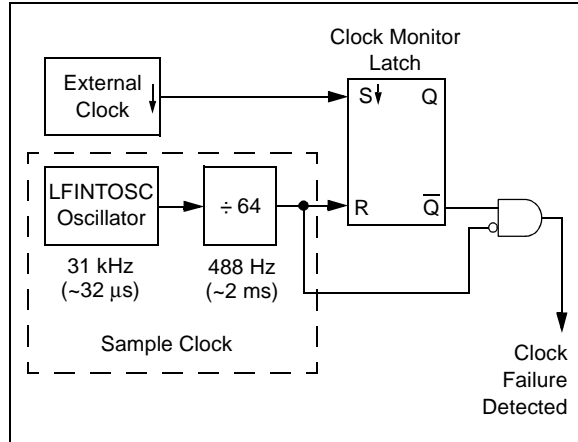 Clock Monitor
Latch
External
Clock
S
Q
LFINTOSC
Oscillator
÷ 64
R
Q̅
31 kHz
(~32 μs)
488 Hz
(~2 ms)
Sample Clock
Clock
Failure
Detected